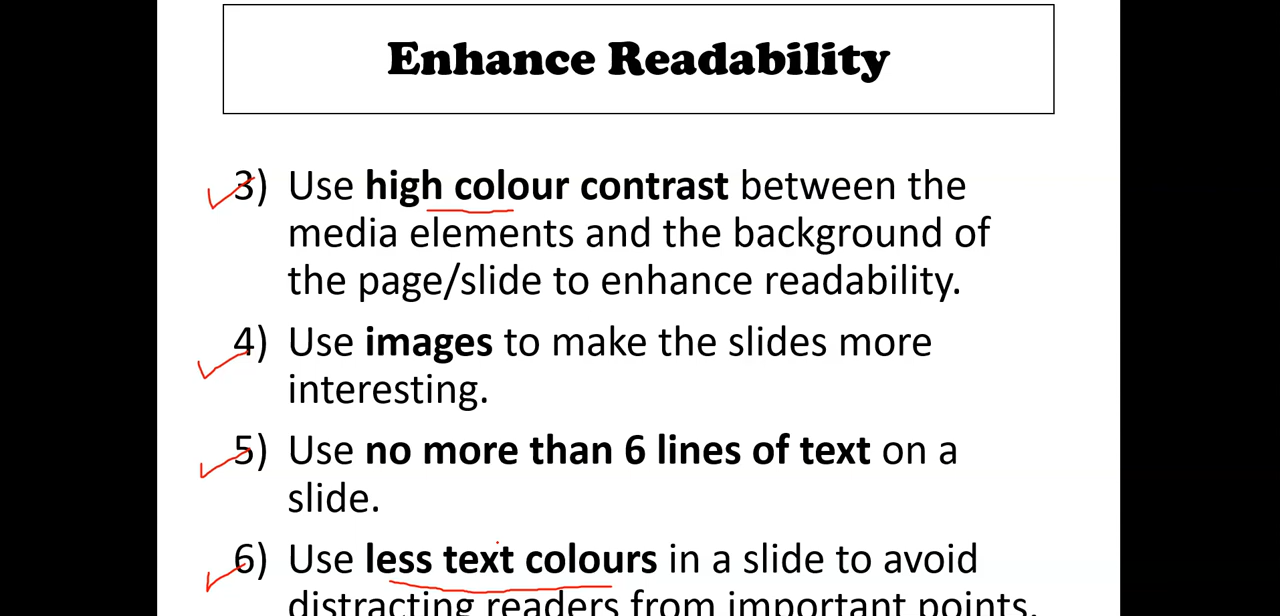 Enhance Readability
3) Use high colour contrast between the
media elements and the background of
the page/slide to enhance readability.
4) Use images to make the slides more
interesting.
5) Use no more than 6 lines of text on a
slide.
6) Use less text colours in a slide to avoid
distracting readers from important points.